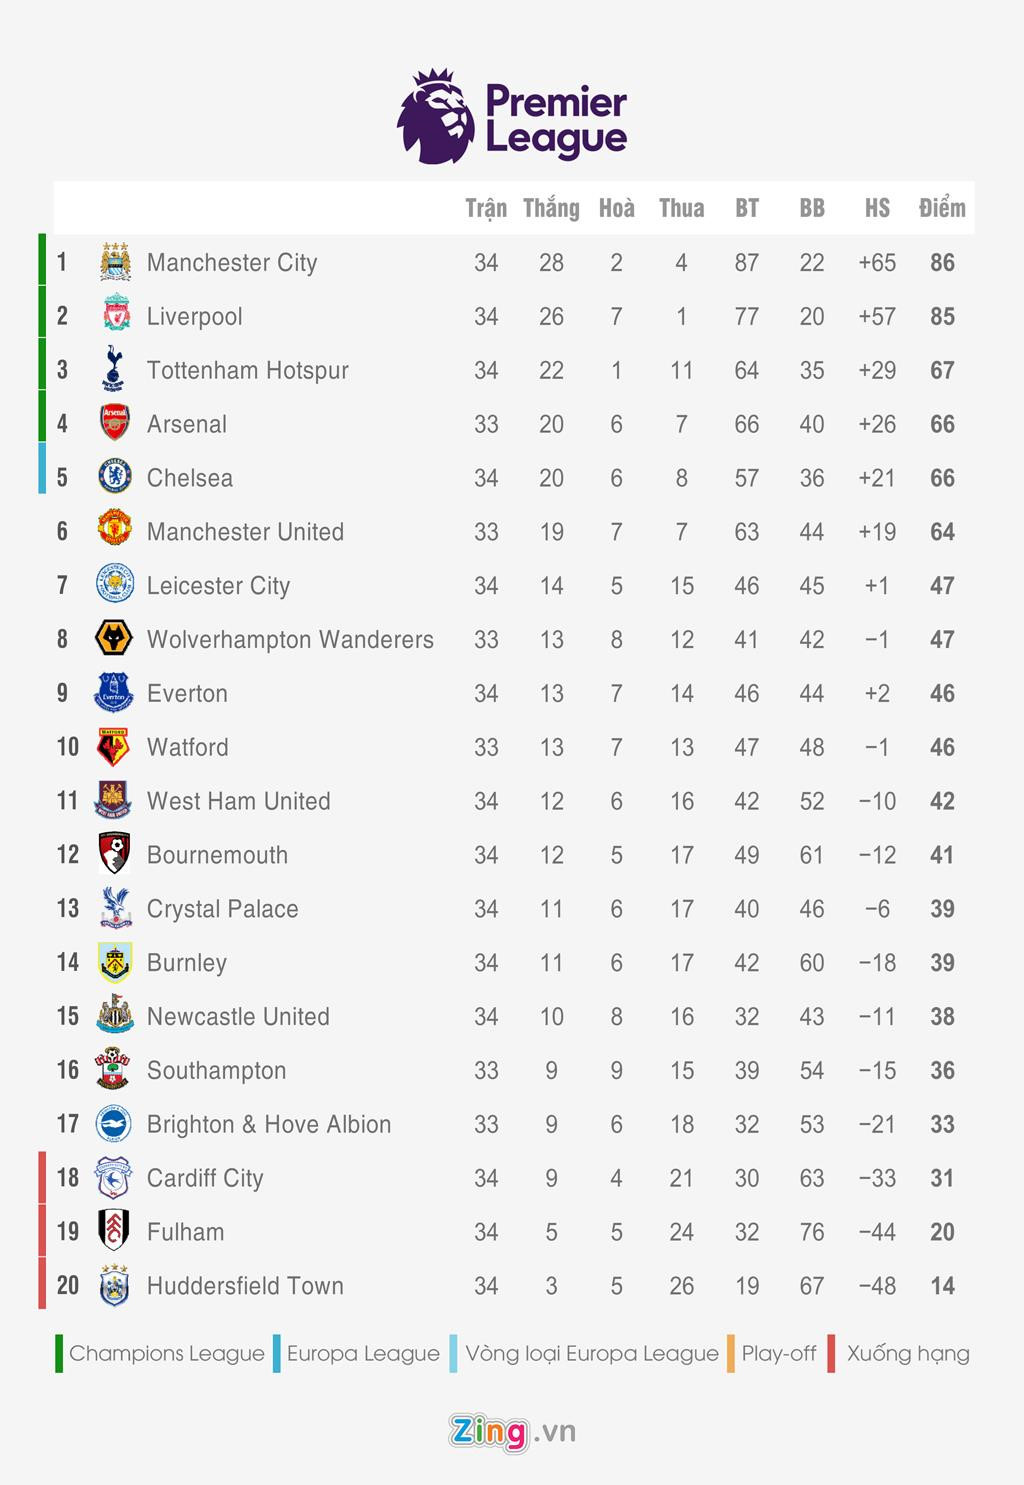 Premier
League
Trận Thắng Hoà Thua BT BB HS Điểm
1 Manchester City 34 28 2 4 87 22 +65 86
2 Liverpool 34 26 7 1 77 20 +57 85
3 Tottenham Hotspur 34 22 1 11 64 35 +29 67
4 Arsenal 33 20 6 7 66 40 +26 66
5 Chelsea 34 20 6 8 57 36 +21 66
6 Manchester United 33 19 7 7 63 44 +19 64
7 Leicester City 34 14 5 15 46 45 +1 47
8 Wolverhampton Wanderers 33 13 8 12 41 42 −1 47
9 Everton 34 13 7 14 46 44 +2 46
10 Watford 33 13 7 13 47 48 −1 46
11 West Ham United 34 12 6 16 42 52 −10 42
12 Bournemouth 34 12 5 17 49 61 −12 41
13 Crystal Palace 34 11 6 17 40 46 −6 39
14 Burnley 34 11 6 17 42 60 −18 39
15 Newcastle United 34 10 8 16 32 43 −11 38
16 Southampton 33 9 9 15 39 54 −15 36
17 Brighton & Hove Albion 33 9 6 18 32 53 −21 33
18 Cardiff City 34 9 4 21 30 63 −33 31
19 Fulham 34 5 5 24 32 76 −44 20
20 Huddersfield Town 34 3 5 26 19 67 −48 14
Champions League Europa League Vòng loại Europa League Play-off Xuống hạng
Zing.vn